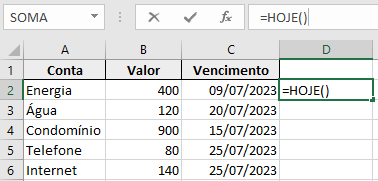 SOMA =HOJE()
A B C D
1 Conta Valor Vencimento
2 Energia 400 09/07/2023 =HOJE()
3 Água 120 20/07/2023
4 Condomínio 900 15/07/2023
5 Telefone 80 25/07/2023
6 Internet 140 25/07/2023